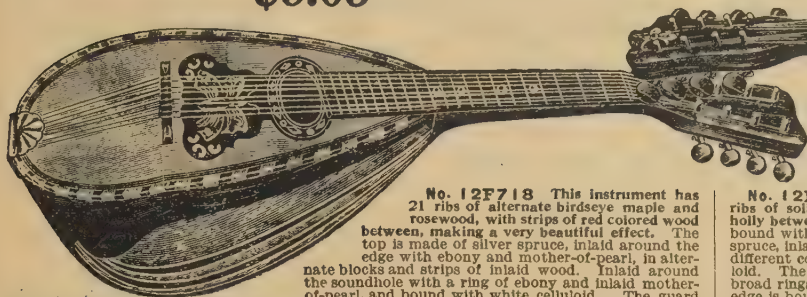 No. 12F718 This instrument has
21 ribs of alternate birdseye maple and
rosewood, with strips of red colored wood
between, making a very beautiful effect. The
top is made of silver spruce, inlaid around the
edge with ebony and mother-of-pearl, in alter-
nate blocks and strips of inlaid wood. Inlaid around
the soundhole with a ring of ebony and inlaid mother-
of-pearl, and bound with white celluloid. The guard
No. 12
ribs of
holly betwe
bound with
spruce, inla
different c
loid. The
broad ring